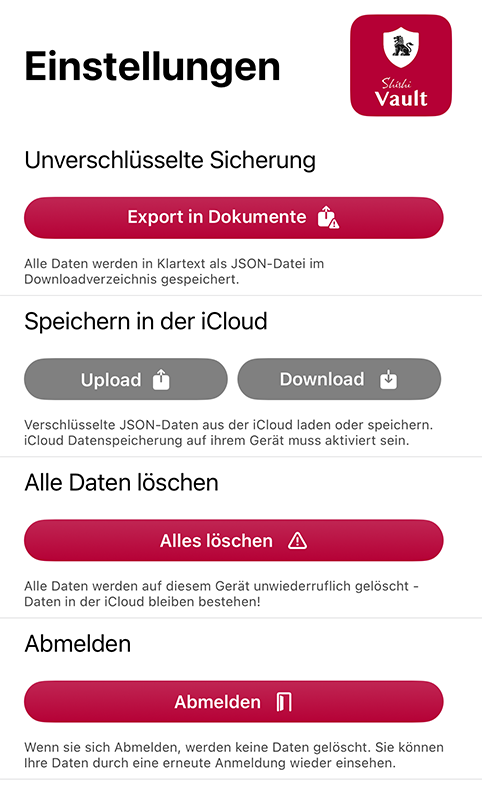 Einstellungen
Shishi
Vault
Unverschlüsselte Sicherung
Export in Dokumente
Alle Daten werden in Klartext als JSON-Datei im
Downloadverzeichnis gespeichert.
Speichern in der iCloud
Upload
Download
Verschlüsselte JSON-Daten aus der iCloud laden oder speichern.
iCloud Datenspeicherung auf ihrem Gerät muss aktiviert sein.
Alle Daten löschen
Alles löschen
Alle Daten werden auf diesem Gerät unwiederruflich gelöscht -
Daten in der iCloud bleiben bestehen!
Abmelden
Abmelden
Wenn sie sich Abmelden, werden keine Daten gelöscht. Sie können
Ihre Daten durch eine erneute Anmeldung wieder einsehen.